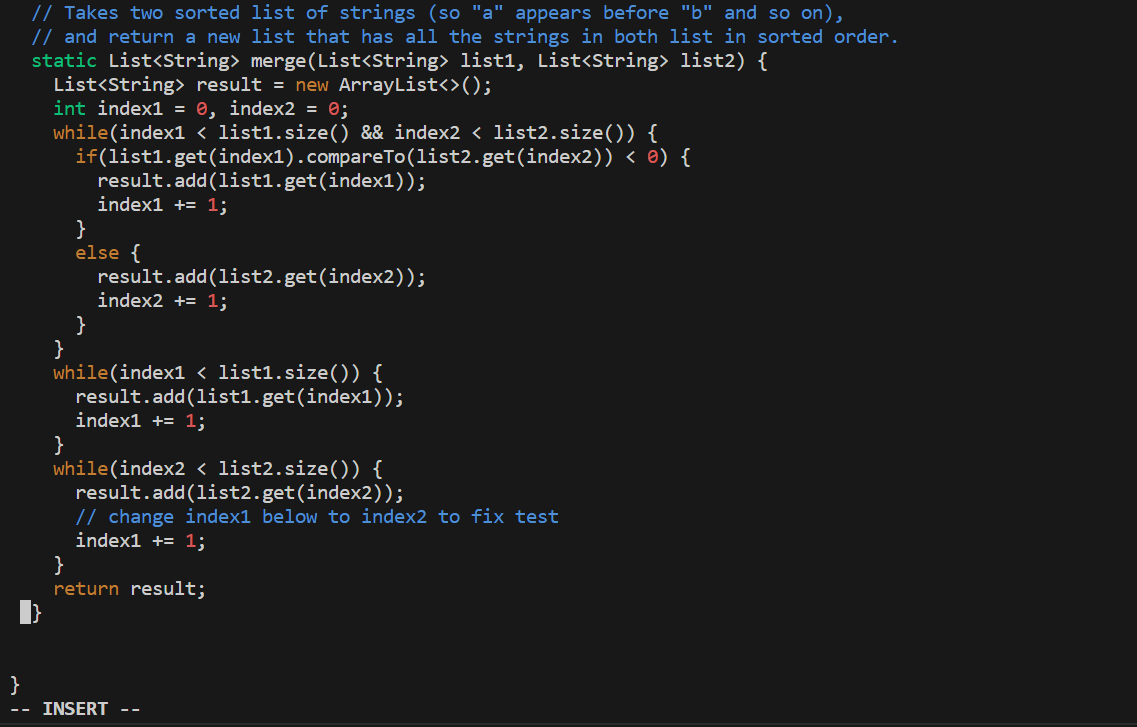 // Takes two sorted list of strings (so "a" appears before "b" and so on),
// and return a new list that has all the strings in both list in sorted order.
static List<String> merge(List<String> list1, List<String> list2) {
List<String> result = new ArrayList<>();
int index1 = 0, index2 = 0;
while(index1 < list1.size() && index2 < list2.size()) {
if(list1.get(index1).compareTo(list2.get(index2)) < 0) {
result.add(list1.get(index1));
index1 += 1;
}
else {
result.add(list2.get(index2));
index2 += 1;
}
}
while(index1 < list1.size()) {
result.add(list1.get(index1));
index1 += 1;
}
while(index2 < list2.size()) {
result.add(list2.get(index2));
// change index1 below to index2 to fix test
index1 += 1;
}
return result;
}
}
-- INSERT --